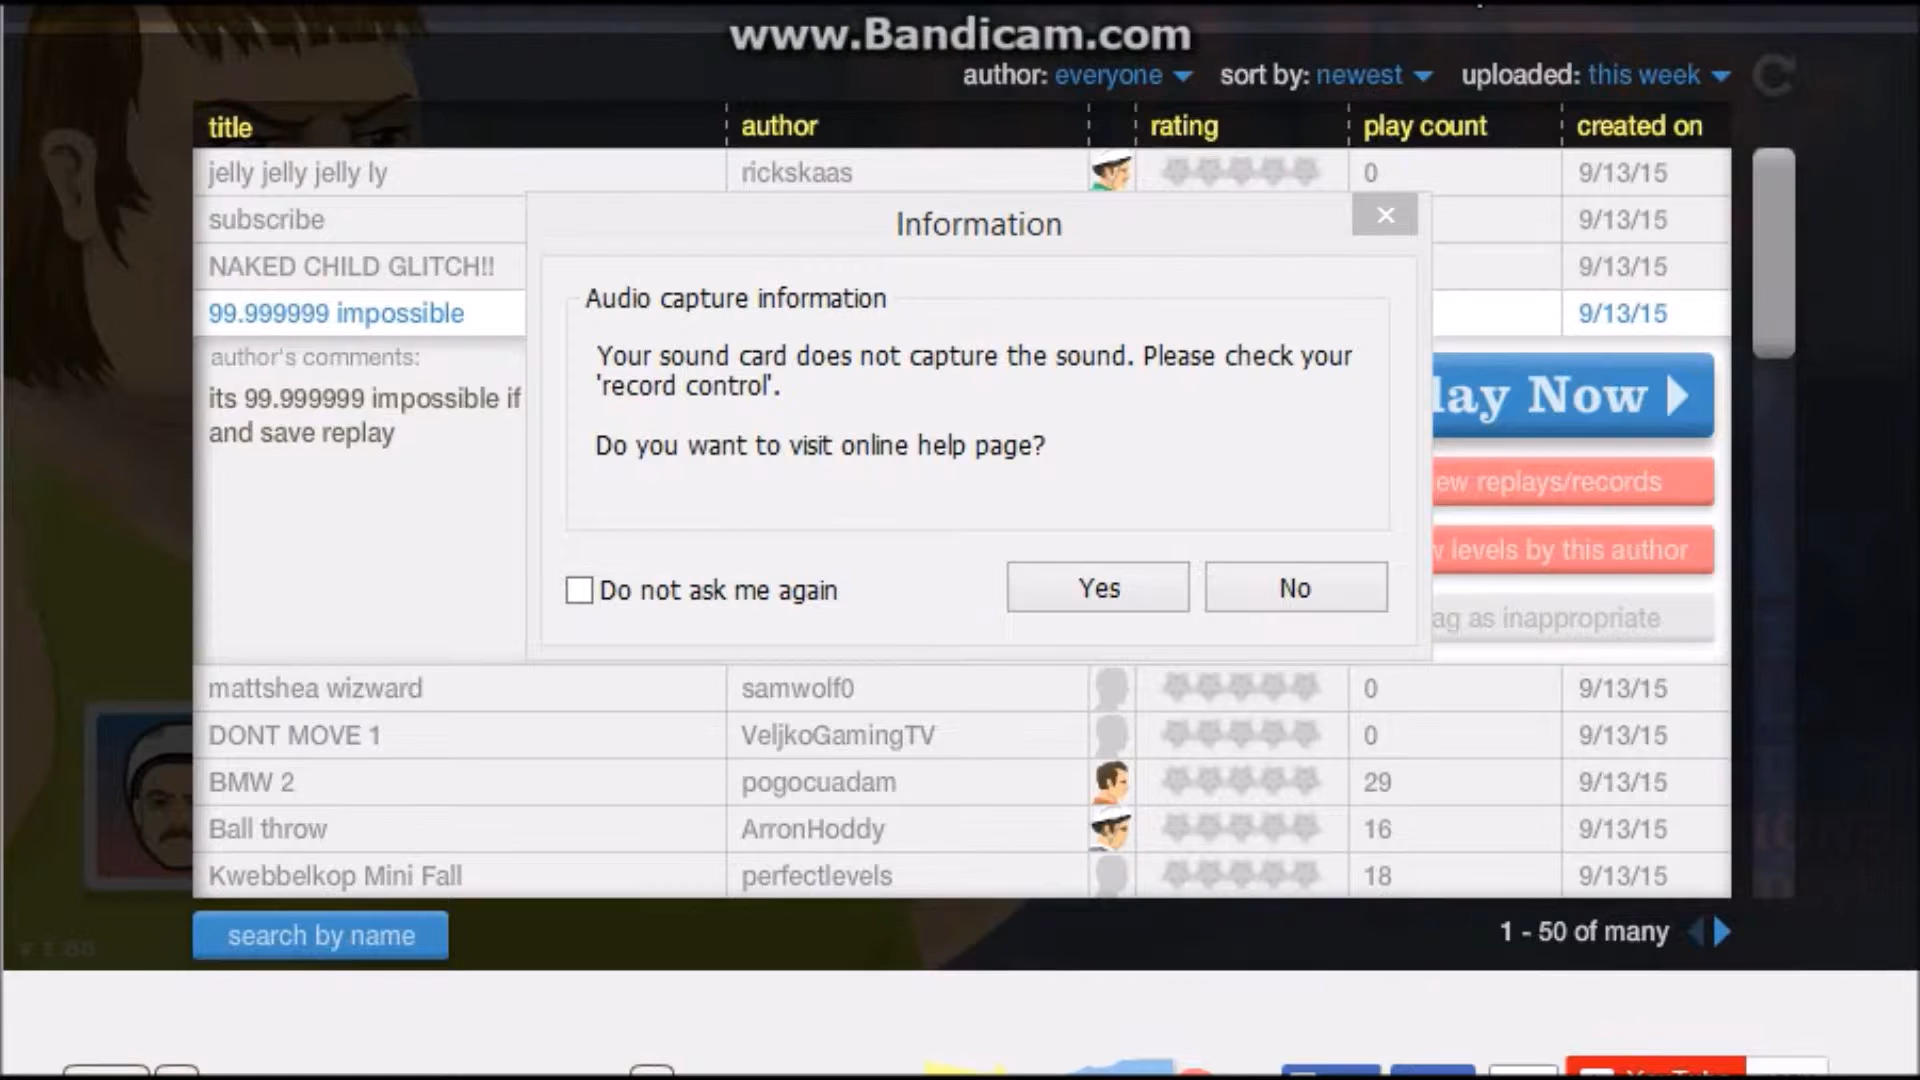 www.Bandicam.com
author: everyone sort by: newest uploaded: this week
title author rating play count created on
jelly jelly jelly ly rickskaas 0 9/13/15
subscribe 9/13/15
NAKED CHILD GLITCH!! 9/13/15
99.999999 impossible 9/13/15
Information
Audio capture information
Your sound card does not capture the sound. Please check your
'record control'.
Do you want to visit online help page?
Do not ask me again Yes No
author's comments:
its 99.999999 impossible if
and save replay
lay Now
ew replays/records
w levels by this author
ag as inappropriate
mattshea wizward samwolf0 0 9/13/15
DONT MOVE 1 VeljkoGamingTV 0 9/13/15
BMW 2 pogocuadam 29 9/13/15
Ball throw ArronHoddy 16 9/13/15
Kwebbelkop Mini Fall perfectlevels 18 9/13/15
search by name 1 - 50 of many